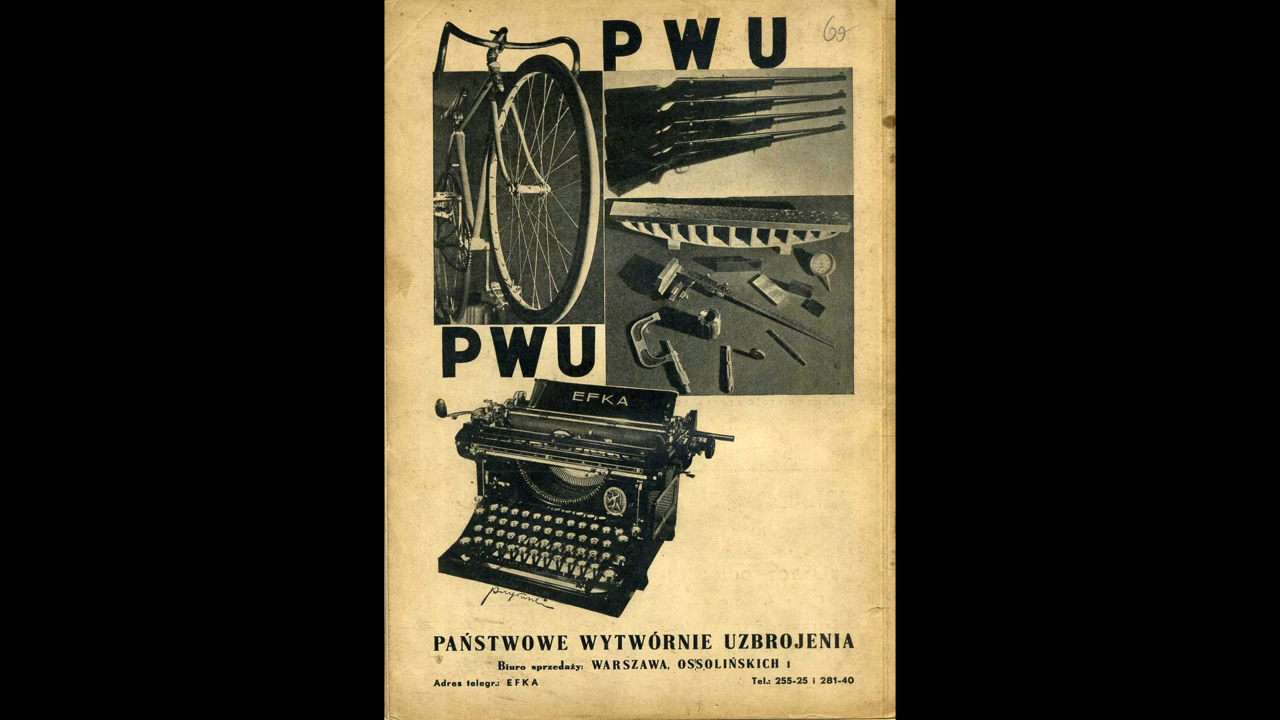 PWU
69
PWU
EFKA
PAŃSTWOWE WYTWÓRNIE UZBROJENIA
Biuro sprzedaży: WARSZAWA, OSSOLIŃSKICH 1
Adres telegr.: EFKA
Tel.: 255-25 i 281-40